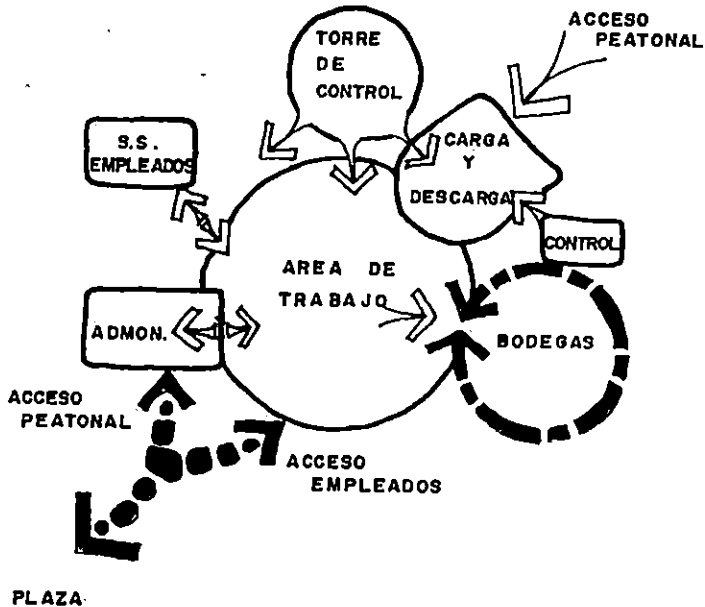 TORRE
DE
CONTROL
ACCESO
PEATONAL
S.S.
EMPLEADOS
CARGA
Y
DESCARGA
CONTROL
AREA DE
TRABAJO
ADMON.
BODEGAS
ACCESO
PEATONAL
ACCESO
EMPLEADOS
PLAZA